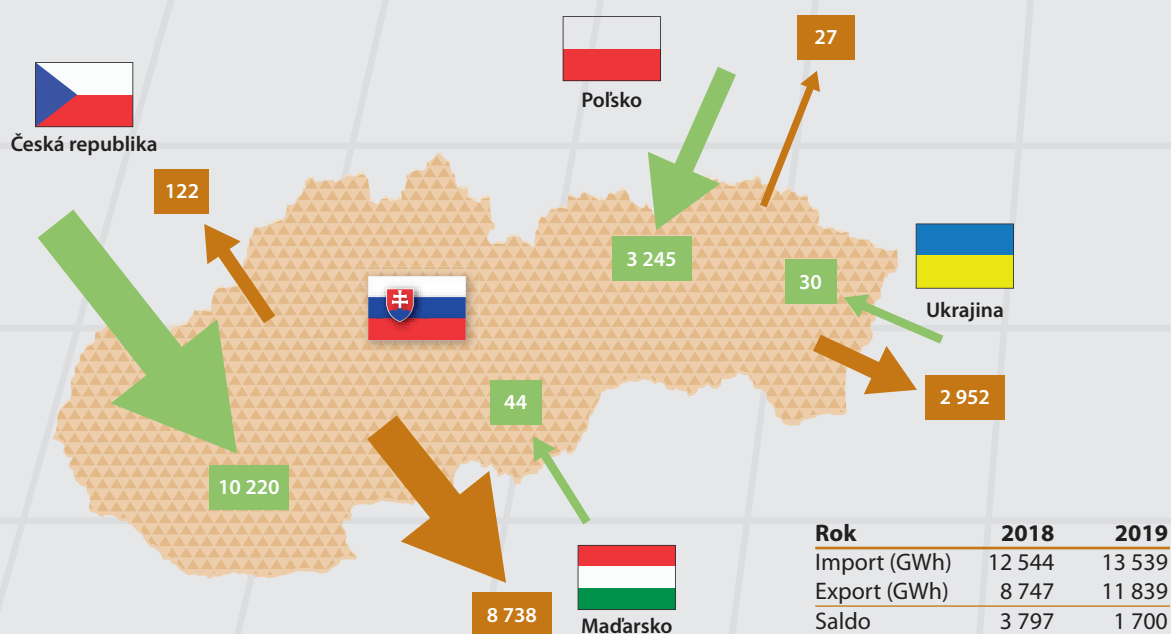 27
Poľsko
Česká republika
122
3 245
30
Ukrajina
2 952
44
10 220
8 738
Maďarsko
Rok 2018 2019
Import (GWh) 12 544 13 539
Export (GWh) 8 747 11 839
Saldo 3 797 1 700